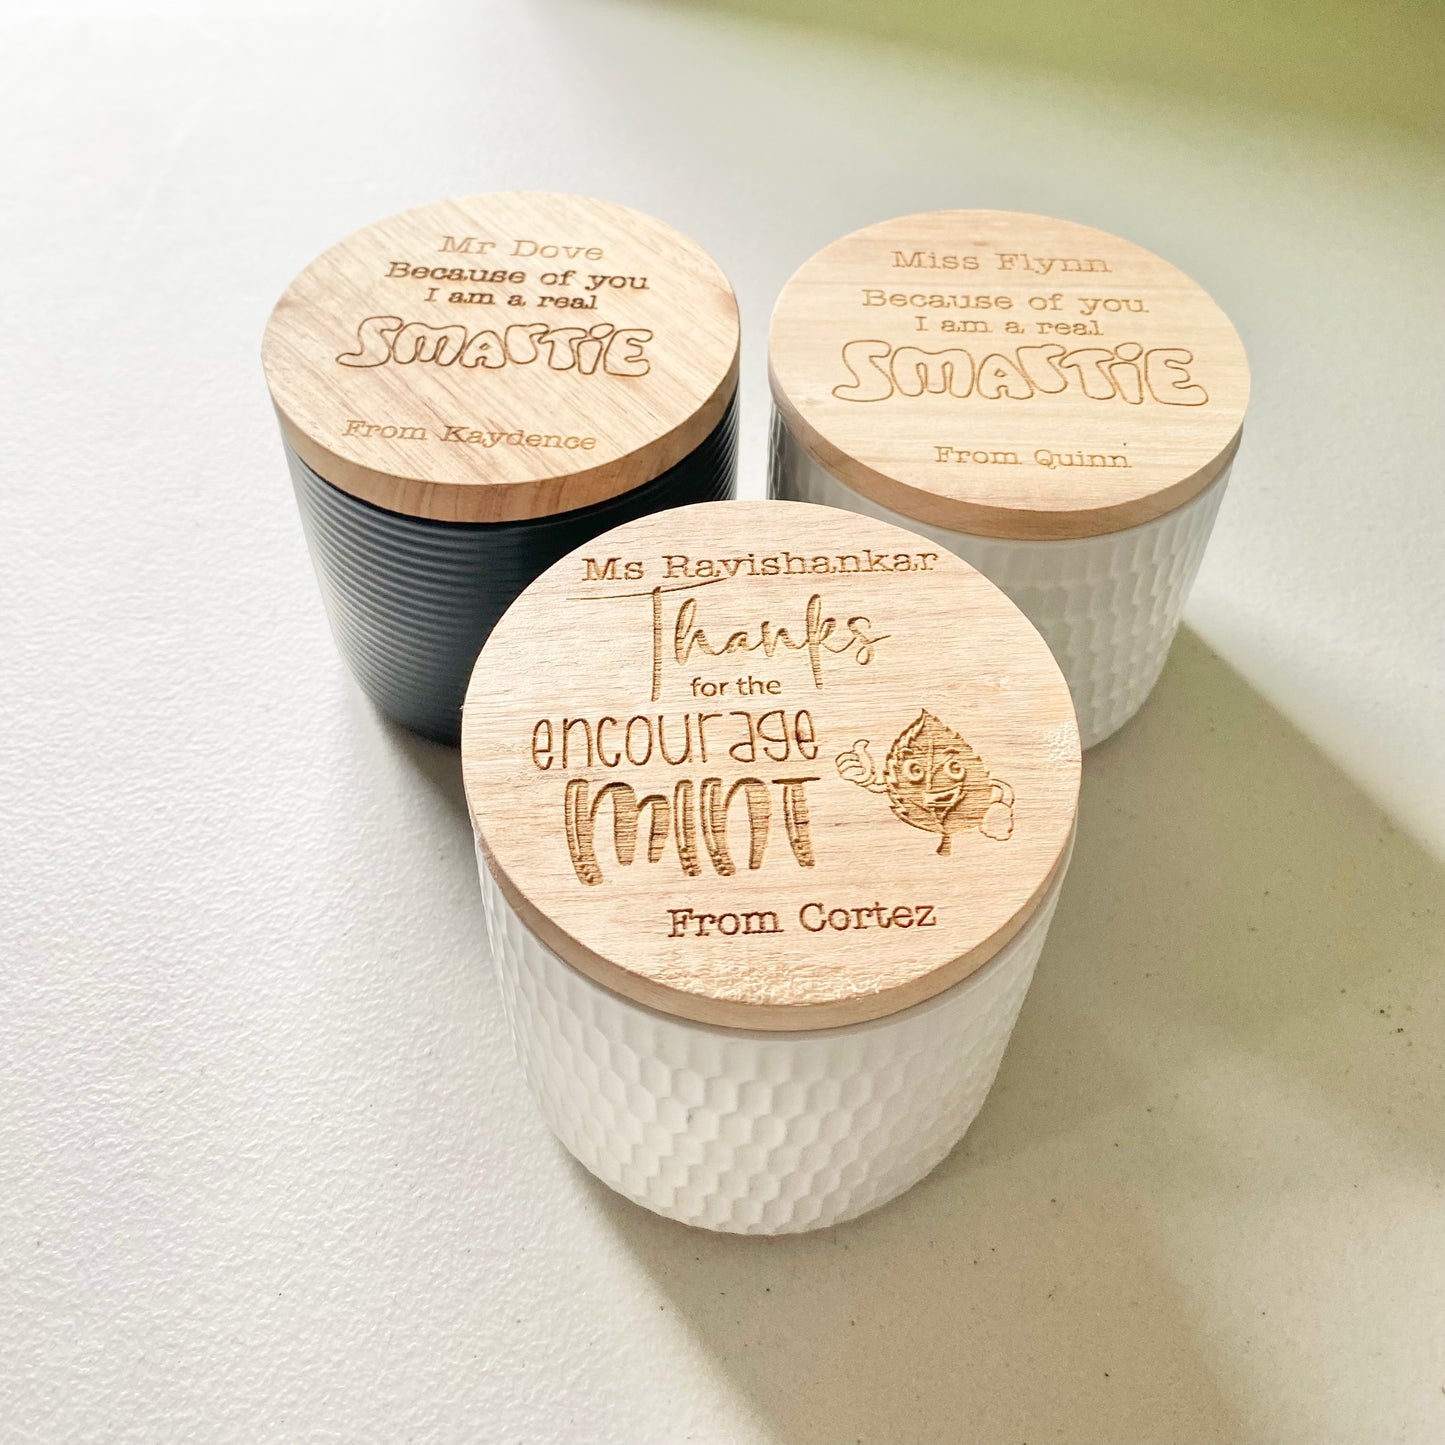 Mr Dove
Because of you
I am a real
SMARTiE
From Kaydence
Miss Flynn
Because of you
I am a real
SMARTiE
From Quinn
Ms Ravishankar
Thanks
for the
encourage
MINT
From Cortez